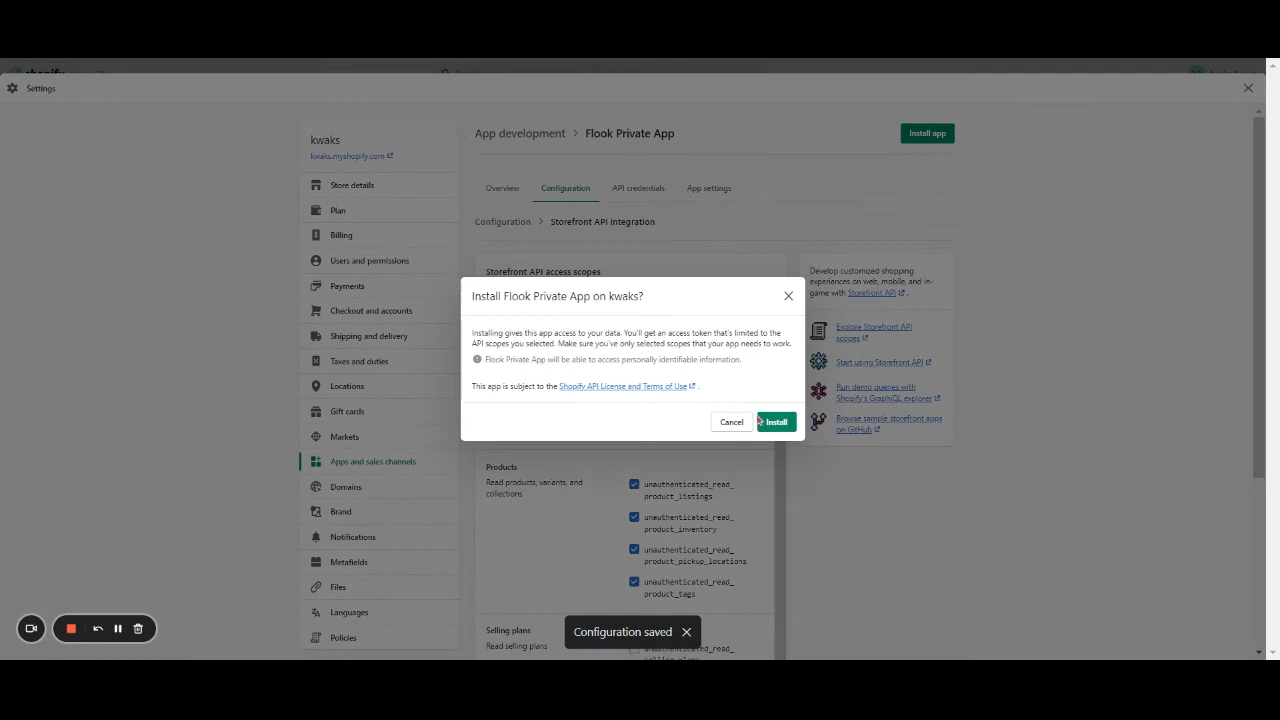 shopify
Settings
kwaks
kwaks.myshopify.com
Store details
Plan
Billing
Users and permissions
Payments
Checkout and accounts
Shipping and delivery
Taxes and duties
Locations
Gift cards
Markets
Apps and sales channels
Domains
Brand
Notifications
Metafields
Files
Languages
Policies
App development > Flook Private App
Install app
Overview
Configuration
API credentials
App settings
Configuration > Storefront API integration
Storefront API access scopes
Develop customized shopping
experiences on web, mobile, and in-
game with Storefront API .
Explore Storefront API
scopes
Start using Storefront API
Run demo queries with
Shopify's GraphiQL explorer
Browse sample storefront apps
on GitHub
Install Flook Private App on kwaks?
Installing gives this app access to your data. You'll get an access token that's limited to the
API scopes you selected. Make sure you've only selected scopes that your app needs to work.
Flook Private App will be able to access personally identifiable information.
This app is subject to the Shopify API License and Terms of Use .
Cancel
Install
Products
Read products, variants, and
collections
unauthenticated_read_
product_listings
unauthenticated_read_
product_inventory
unauthenticated_read_
product_pickup_locations
unauthenticated_read_
product_tags
Selling plans
Read selling plans
unauthenticated_read_
selling_plans
Configuration saved